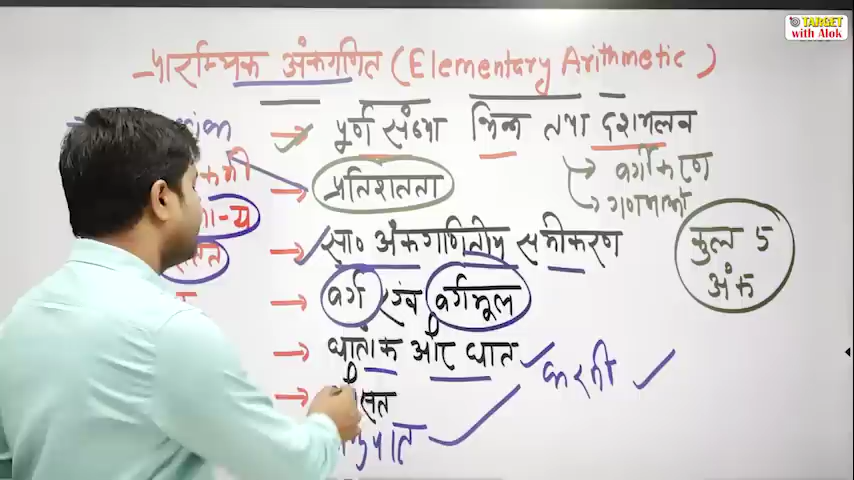 TARGET
with Alok
प्रारम्भिक अंकगणित (Elementary Arithmetic)
पूर्ण संख्या भिन्न तथा दशमलव
वर्गीकरण
प्रतिशतता
सा० अंकगणितीय समीकरण
कुल 5
अंक
वर्ग एवं वर्गमूल
घातांक और घात
करणी